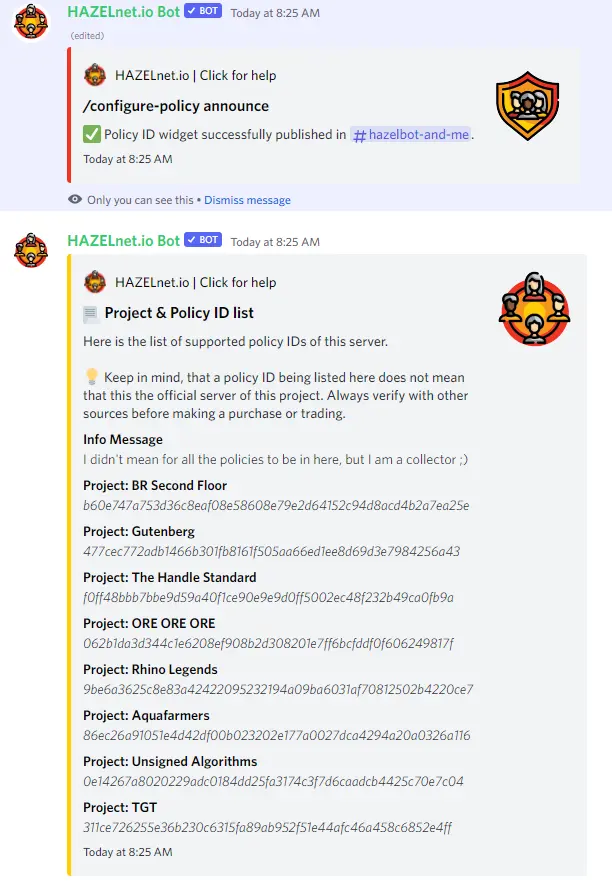 HAZELnet.io Bot ✓ BOT Today at 8:25 AM
(edited)
HAZELnet.io | Click for help
/configure-policy announce
✅ Policy ID widget successfully published in # hazelbot-and-me.
Today at 8:25 AM
Only you can see this • Dismiss message
HAZELnet.io Bot ✓ BOT Today at 8:25 AM
HAZELnet.io | Click for help
Project & Policy ID list
Here is the list of supported policy IDs of this server.
💡 Keep in mind, that a policy ID being listed here does not mean
that this the official server of this project. Always verify with other
sources before making a purchase or trading.
Info Message
I didn't mean for all the policies to be in here, but I am a collector ;)
Project: BR Second Floor
b60e747a753d36c8eaf08e58608e79e2d64152c94d8acd4b2a7ea25e
Project: Gutenberg
477cec772adb1466b301fb8161f505aa66ed1ee8d69d3e7984256a43
Project: The Handle Standard
f0ff48bbb7bbe9d59a40f1ce90e9e9d0ff5002ec48f232b49ca0fb9a
Project: ORE ORE ORE
062b1da3d344c1e6208ef908b2d308201e7ff6bcfddf0f606249817f
Project: Rhino Legends
9be6a3625c8e83a42422095232194a09ba6031af70812502b4220ce7
Project: Aquafarmers
86ec26a91051e4d42df00b023202e177a0027dca4294a20a0326a116
Project: Unsigned Algorithms
0e14267a8020229adc0184dd25fa3174c3f7d6caadcb4425c70e7c04
Project: TGT
311ce726255e36b230c6315fa89ab952f51e44afc46a458c6852e4ff
Today at 8:25 AM